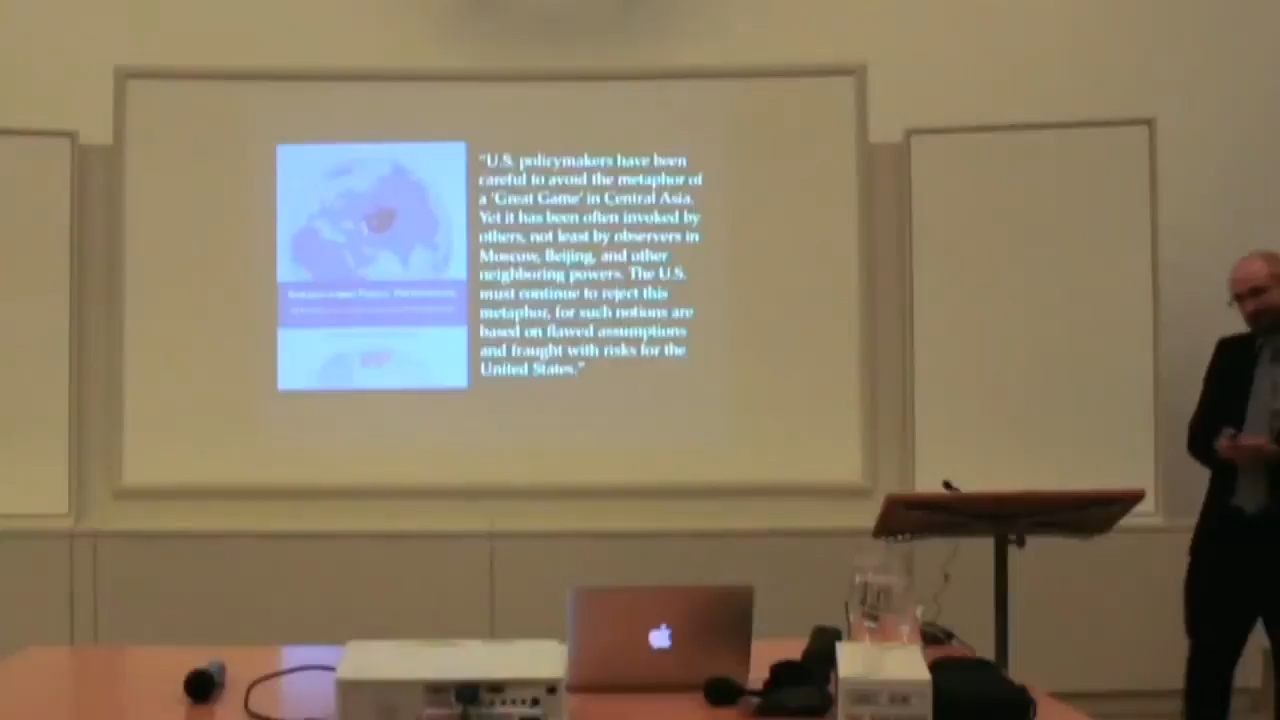 "U.S. policymakers have been
careful to avoid the metaphor of
a 'Great Game' in Central Asia.
Yet it has been often invoked by
others, not least by observers in
Moscow, Beijing, and other
neighboring powers. The U.S.
must continue to reject this
metaphor, for such notions are
based on flawed assumptions
and fraught with risks for the
United States."